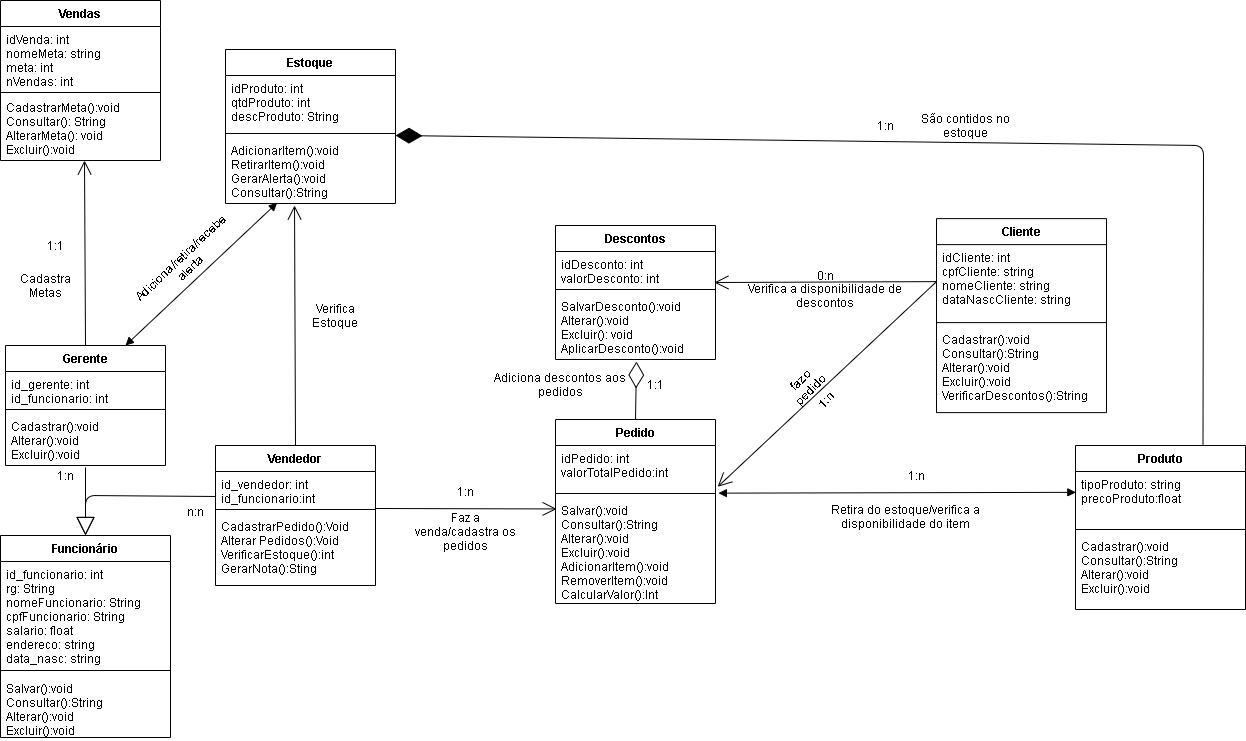 Vendas
idVenda: int
nomeMeta: string
meta: int
nVendas: int
CadastrarMeta():void
Consultar(): String
AlterarMeta(): void
Excluir():void
Estoque
idProduto: int
qtdProduto: int
descProduto: String
AdicionarItem():void
RetirarItem():void
GerarAlerta():void
Consultar():String
1:n
São contidos no
estoque
1:1
Cadastra
Metas
Adiciona/retira/recebe
alerta
Verifica
Estoque
Descontos
idDesconto: int
valorDesconto: int
SalvarDesconto():void
Alterar():void
Excluir(): void
AplicarDesconto():void
0:n
Verifica a disponibilidade de
descontos
Cliente
idCliente: int
cpfCliente: string
nomeCliente: string
dataNascCliente: string
Cadastrar():void
Consultar():String
Alterar():void
Excluir():void
VerificarDescontos():String
Gerente
id_gerente: int
id_funcionario: int
Cadastrar():void
Alterar():void
Excluir():void
Adiciona descontos aos
pedidos
1:1
fazo
pedido
1:n
Vendedor
id_vendedor: int
id_funcionario:int
CadastrarPedido():Void
Alterar Pedidos():Void
VerificarEstoque():int
GerarNota():Sting
1:n
n:n
1:n
Faz a
venda/cadastra os
pedidos
Pedido
idPedido: int
valorTotalPedido:int
Salvar():void
Consultar():String
Alterar():void
Excluir():void
AdicionarItem():void
RemoverItem():void
CalcularValor():Int
1:n
Retira do estoque/verifica a
disponibilidade do item
Produto
tipoProduto: string
precoProduto:float
Cadastrar():void
Consultar():String
Alterar():void
Excluir():void
Funcionário
id_funcionario: int
rg: String
nomeFuncionario: String
cpfFuncionario: String
salario: float
endereco: string
data_nasc: string
Salvar():void
Consultar():String
Alterar():void
Excluir():void